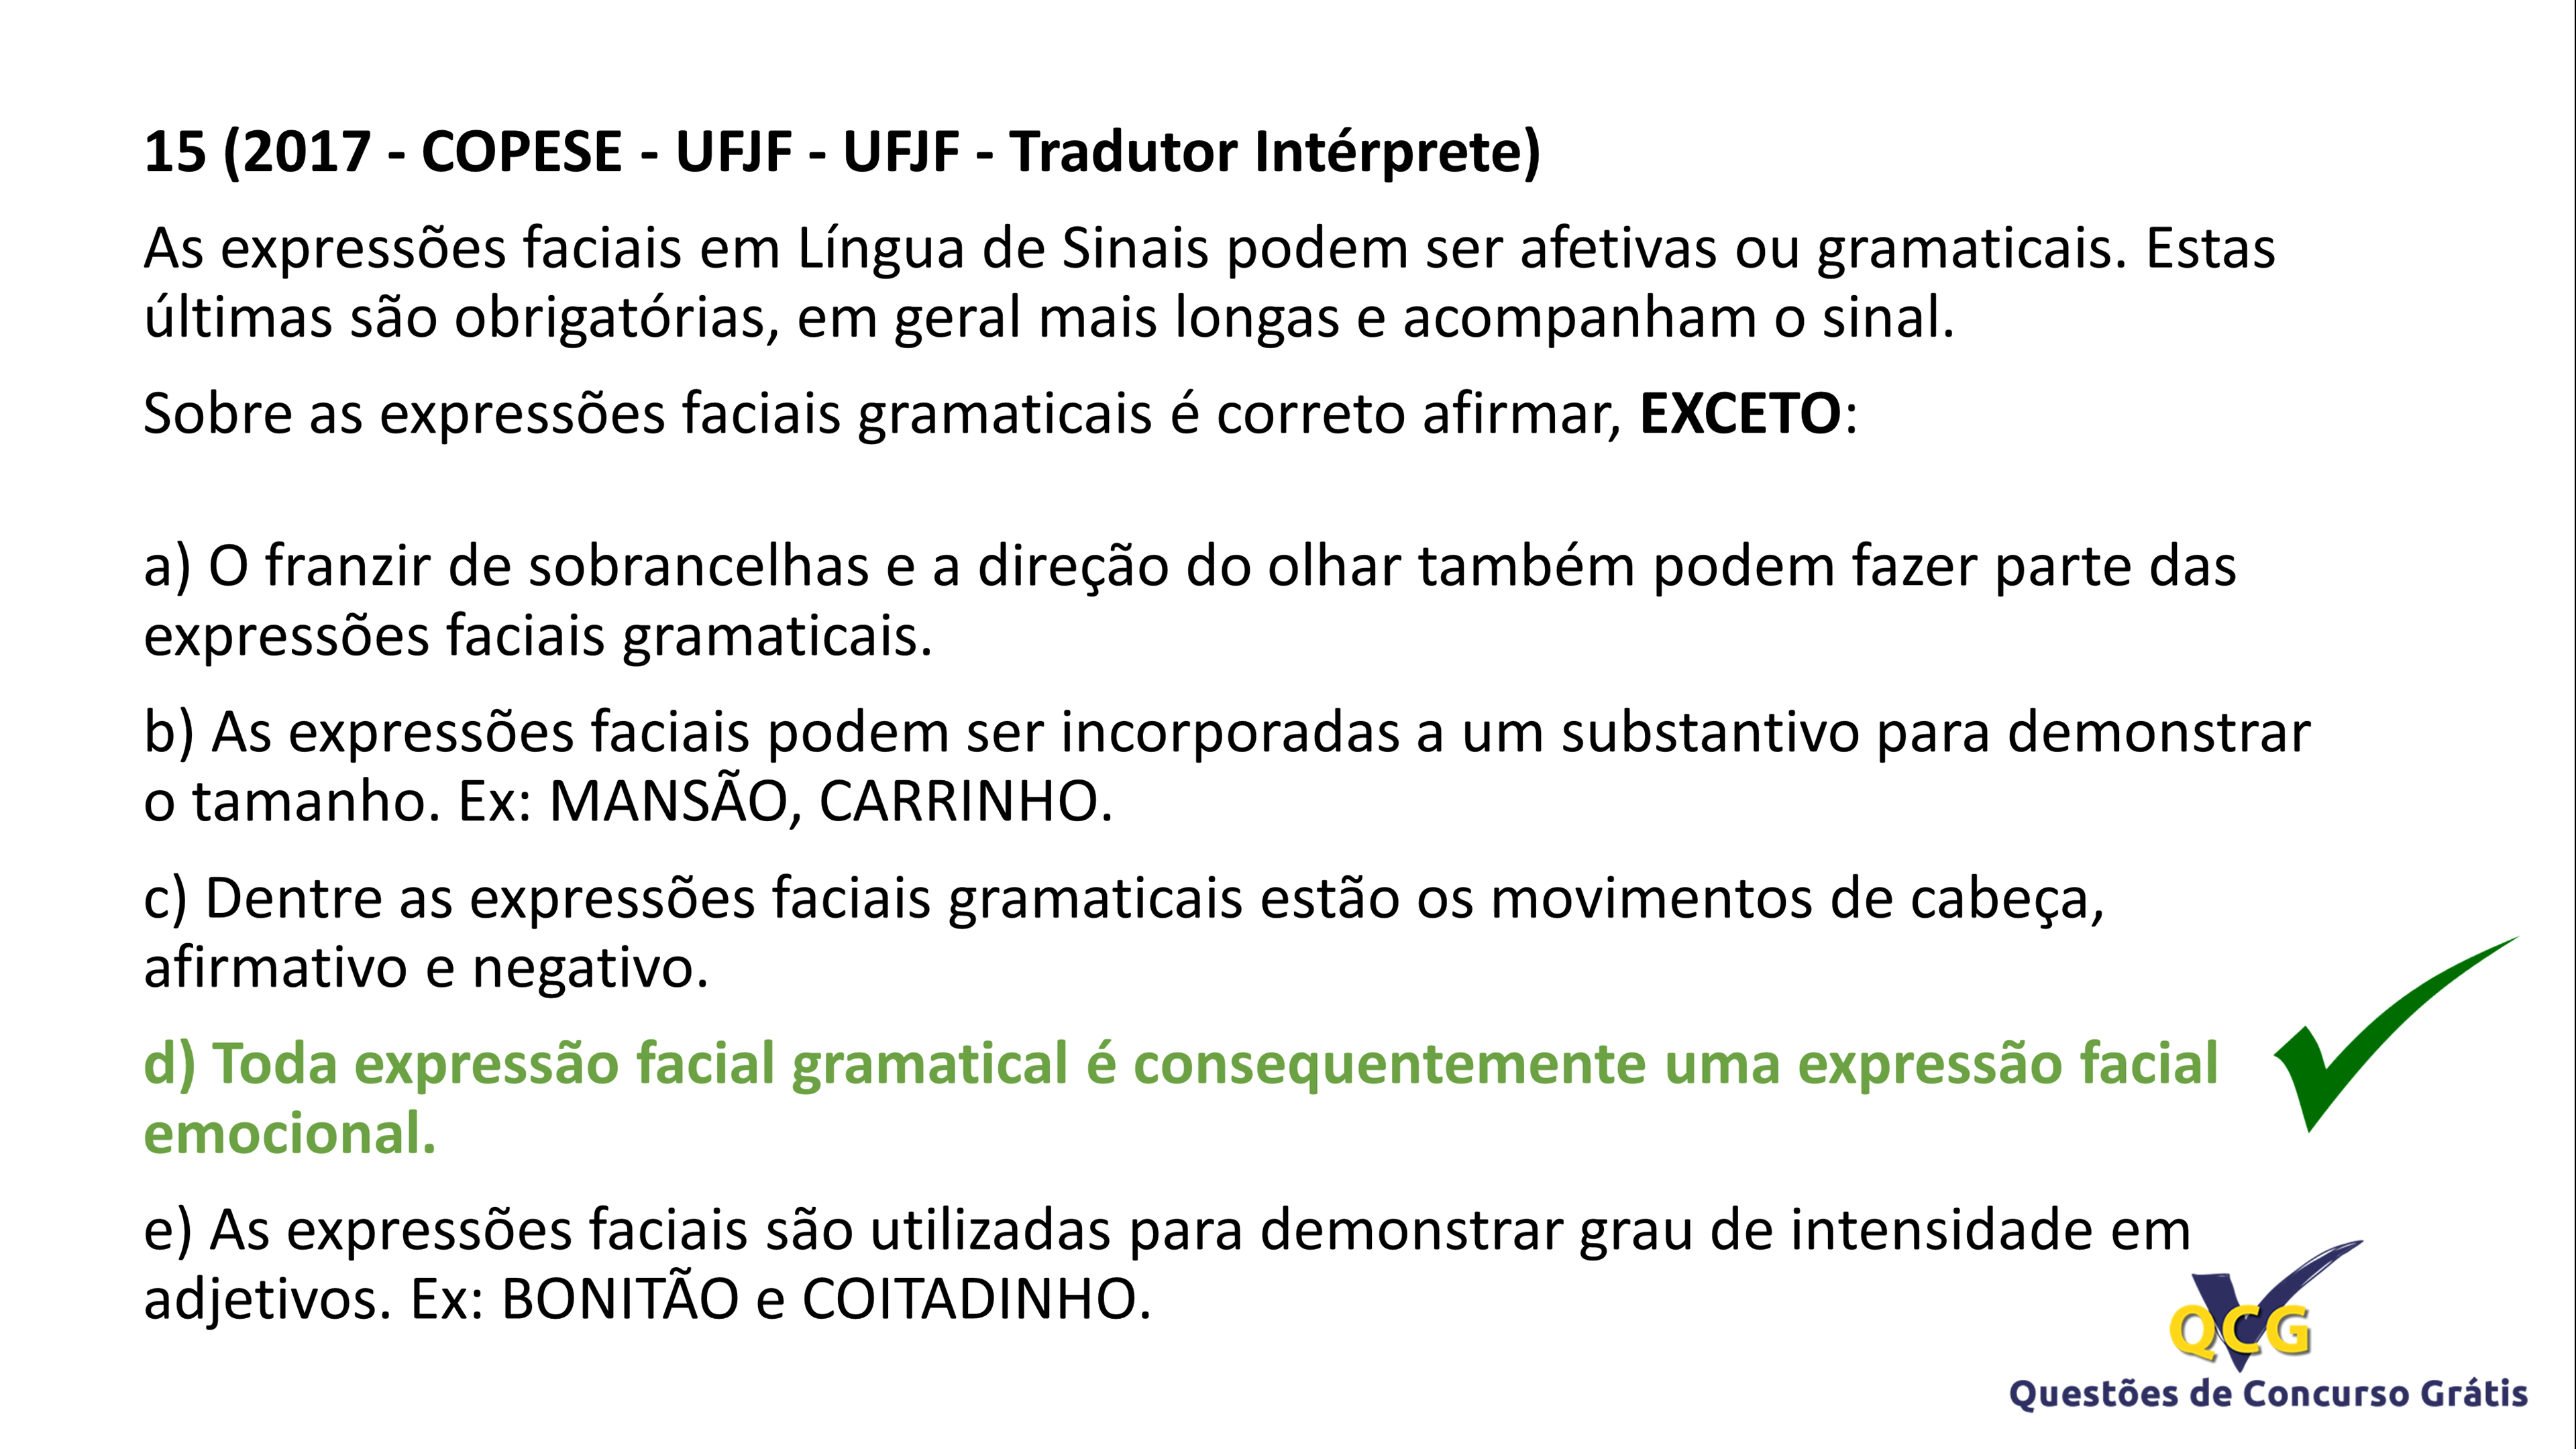 15 (2017 - COPESE - UFJF - UFJF - Tradutor Intérprete)
As expressões faciais em Língua de Sinais podem ser afetivas ou gramaticais. Estas
últimas são obrigatórias, em geral mais longas e acompanham o sinal.
Sobre as expressões faciais gramaticais é correto afirmar, EXCETO:
a) O franzir de sobrancelhas e a direção do olhar também podem fazer parte das
expressões faciais gramaticais.
b) As expressões faciais podem ser incorporadas a um substantivo para demonstrar
o tamanho. Ex: MANSÃO, CARRINHO.
c) Dentre as expressões faciais gramaticais estão os movimentos de cabeça,
afirmativo e negativo.
d) Toda expressão facial gramatical é consequentemente uma expressão facial
emocional.
e) As expressões faciais são utilizadas para demonstrar grau de intensidade em
adjetivos. Ex: BONITÃO e COITADINHO.
QCG
Questões de Concurso Grátis